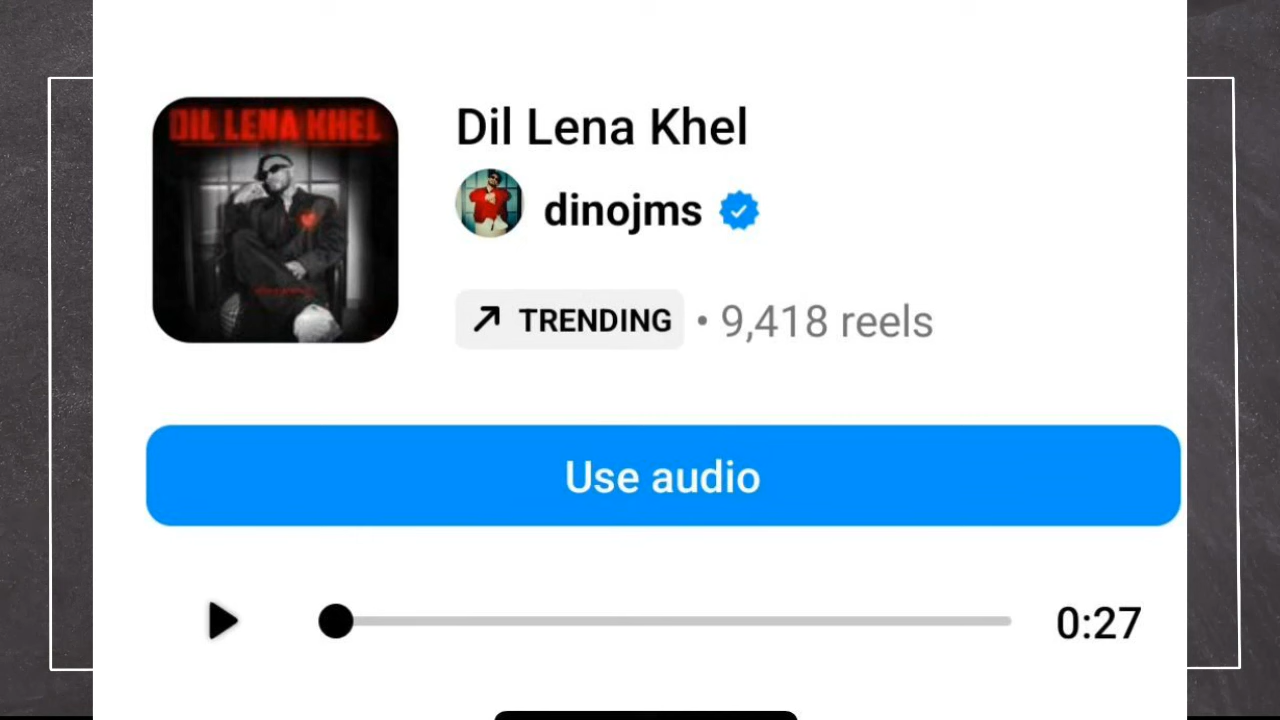 DIL LENA KHEL
Dil Lena Khel
dinojms
TRENDING • 9,418 reels
Use audio
0:27